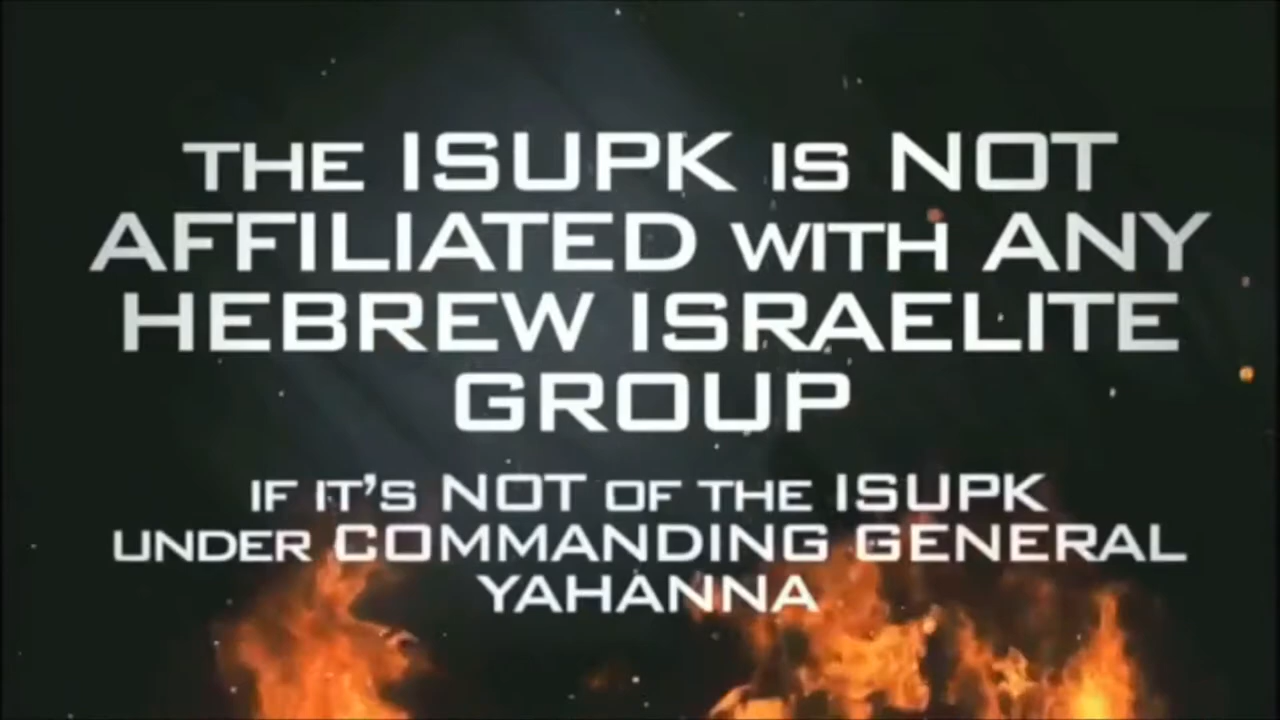 THE ISUPK IS NOT
AFFILIATED WITH ANY
HEBREW ISRAELITE
GROUP
IF IT'S NOT OF THE ISUPK
UNDER COMMANDING GENERAL
YAHANNA